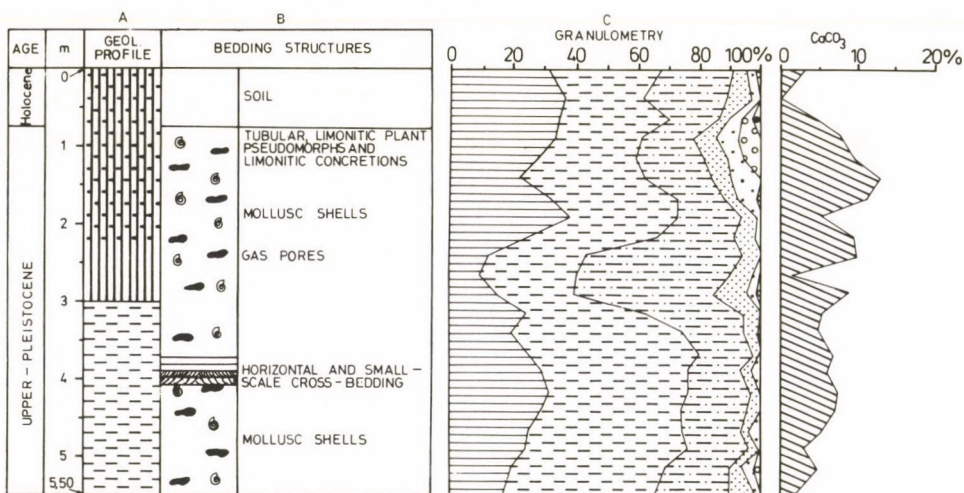 A B C
AGE m GEOL. PROFILE BEDDING STRUCTURES
GRANULOMETRY
0 20 40 60 80 100%
CaCO3
0 20%
Holocene
UPPER-PLEISTOCENE
0
1
2
3
4
5
5,50
SOIL
TUBULAR, LIMONITIC PLANT
PSEUDOMORPHS AND
LIMONITIC CONCRETIONS
MOLLUSC SHELLS
GAS PORES
HORIZONTAL AND SMALL-
SCALE CROSS-BEDDING
MOLLUSC SHELLS